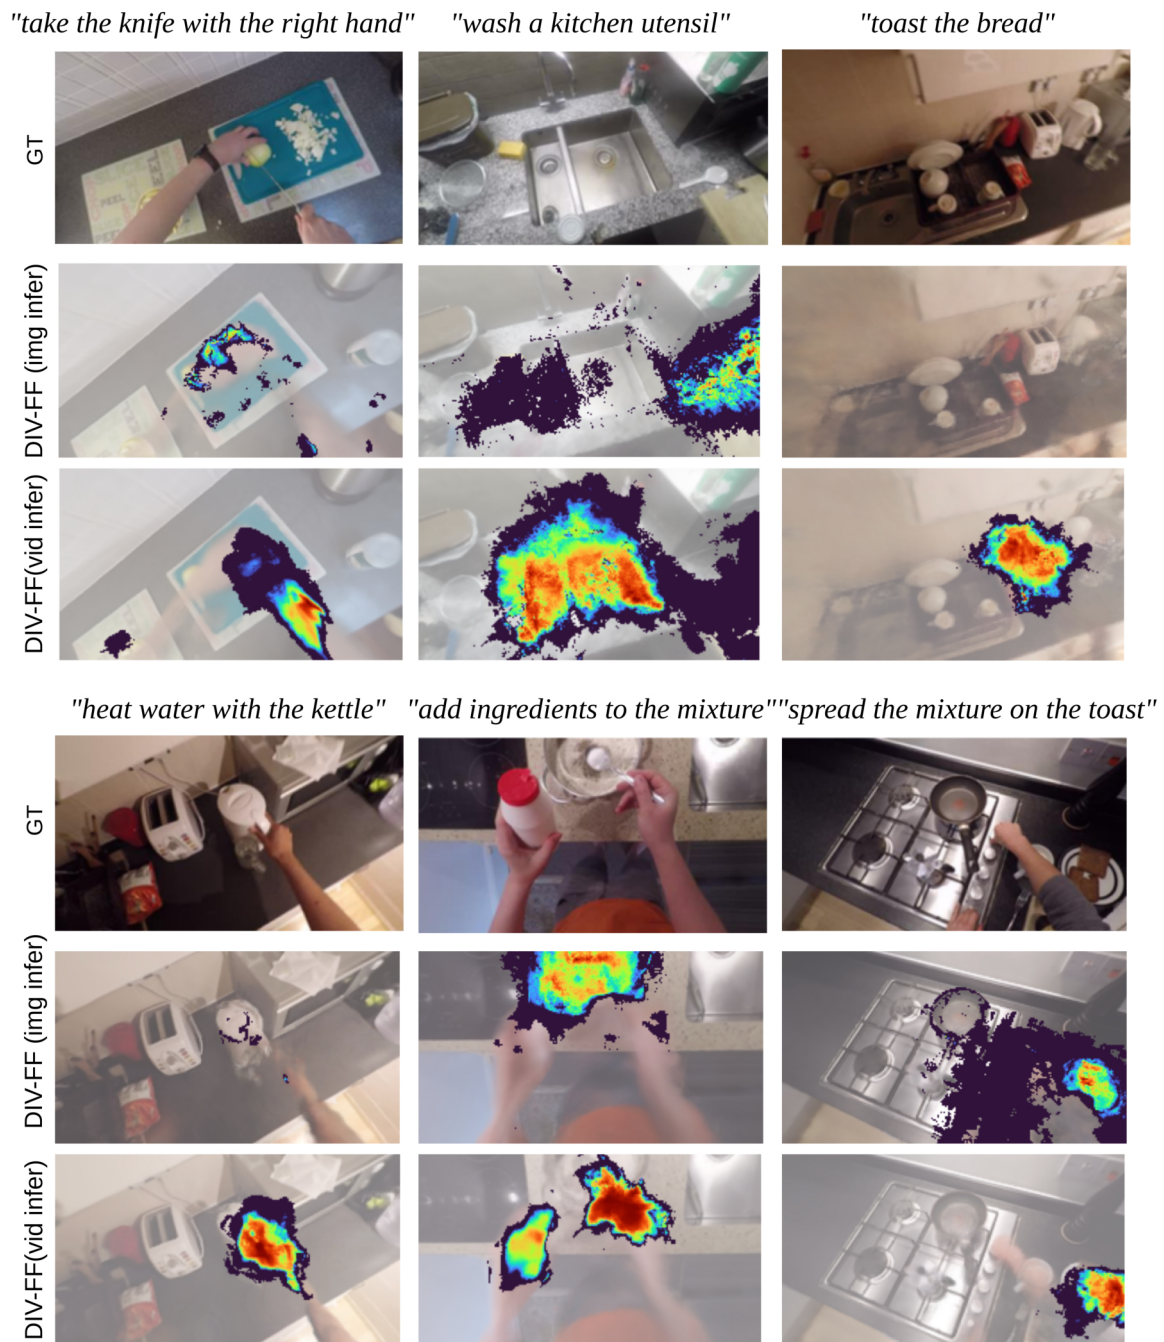 "take the knife with the right hand" "wash a kitchen utensil" "toast the bread"
GT
DIV-FF (img infer)
DIV-FF(vid infer)
"heat water with the kettle" "add ingredients to the mixture" "spread the mixture on the toast"
GT
DIV-FF (img infer)
DIV-FF(vid infer)